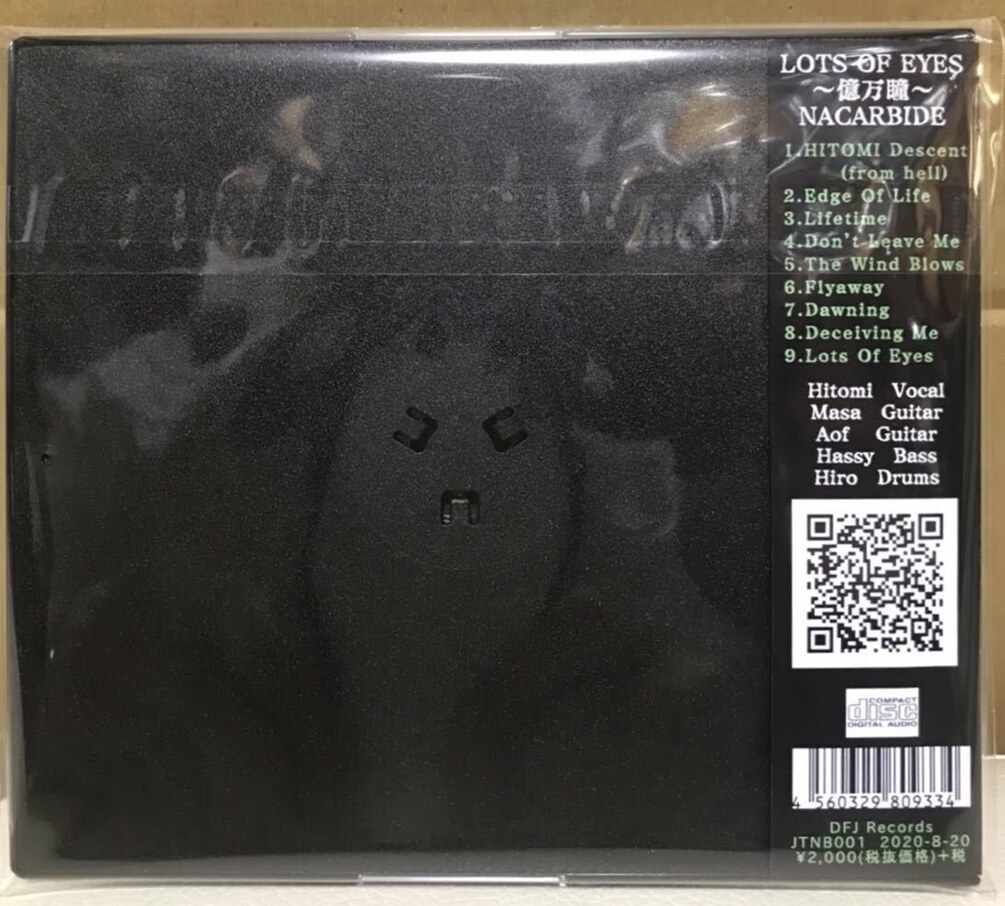 LOTS OF EYES
～億万瞳～
NACARBIDE
1.HITOMI Descent
(from hell)
2.Edge Of Life
3.Lifetime
4.Don't Leave Me
5.The Wind Blows
6.Flyaway
7.Dawning
8.Deceiving Me
9.Lots Of Eyes
Hitomi Vocal
Masa Guitar
Aof Guitar
Hassy Bass
Hiro Drums
COMPACT
disc
DIGITAL AUDIO
4 560329 809334
DFJ Records
JTNB001 2020-8-20
¥2,000(税抜価格)+税